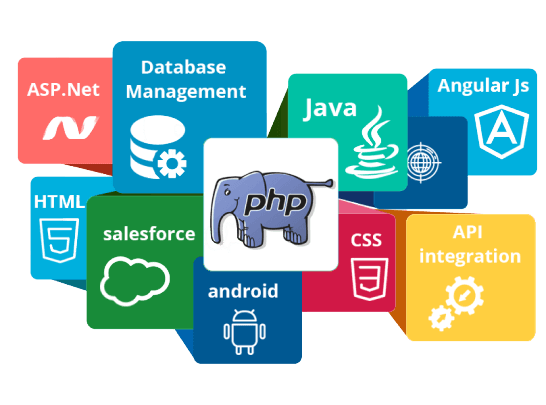 ASP.Net
Database
Management
Java
Angular Js
HTML
salesforce
php
CSS
API
integration
android